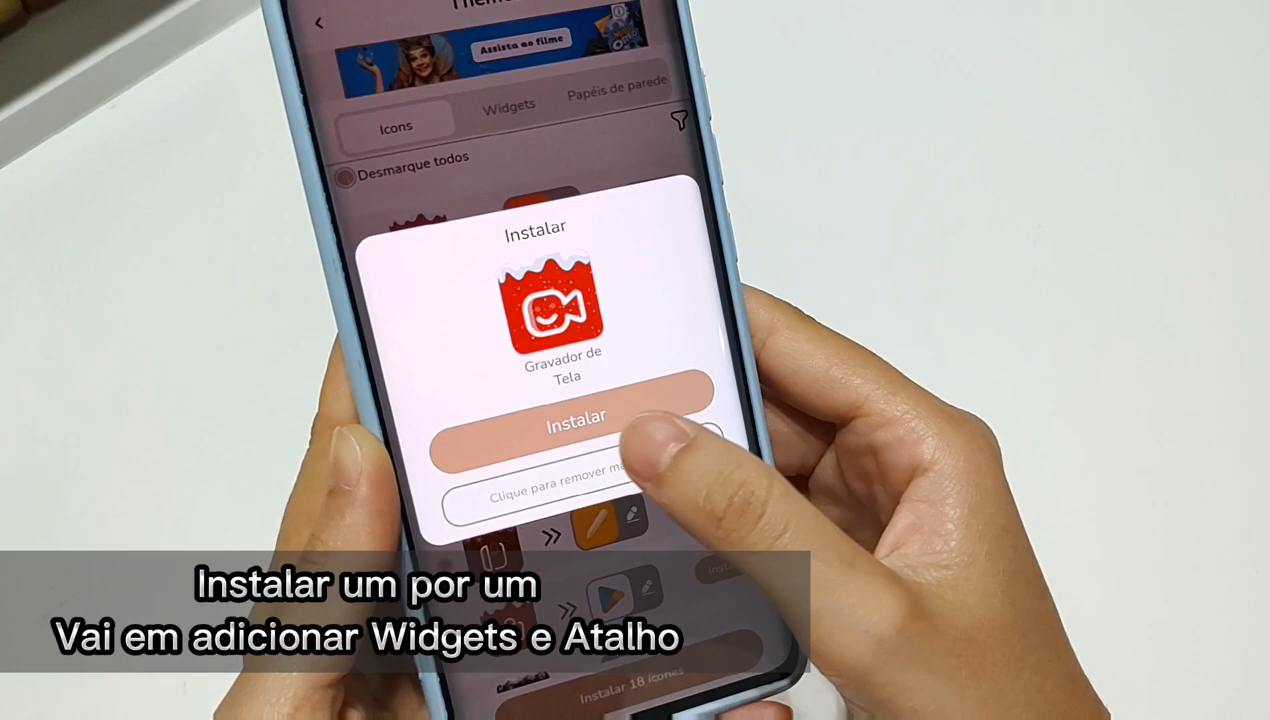 Assista ao filme
Icons
Widgets
Papéis de parede
Desmarque todos
Instalar
Gravador de
Tela
Instalar
Clique para remover
Instalar 18 ícones
Instalar um por um
Vai em adicionar Widgets e Atalho